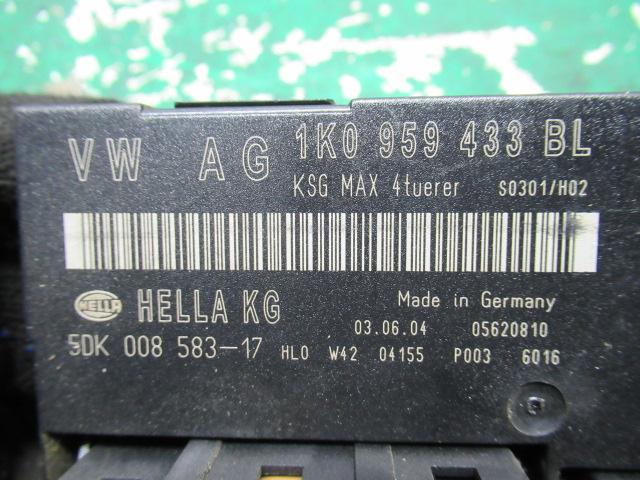 VW AG 1K0 959 433 BL
KSG MAX 4tuerer S0301/H02
HELLA HELLA KG Made in Germany
03.06.04 05620810
5DK 008 583-17 HL0 W42 04155 P003 6016